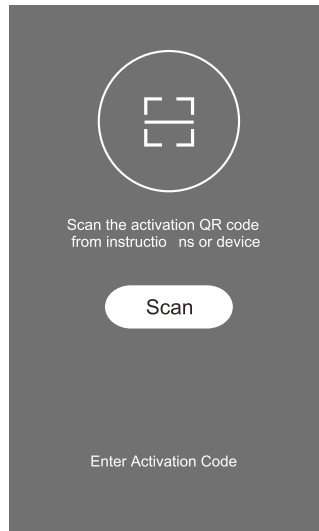 Scan the activation QR code
from instructio ns or device
Scan
Enter Activation Code